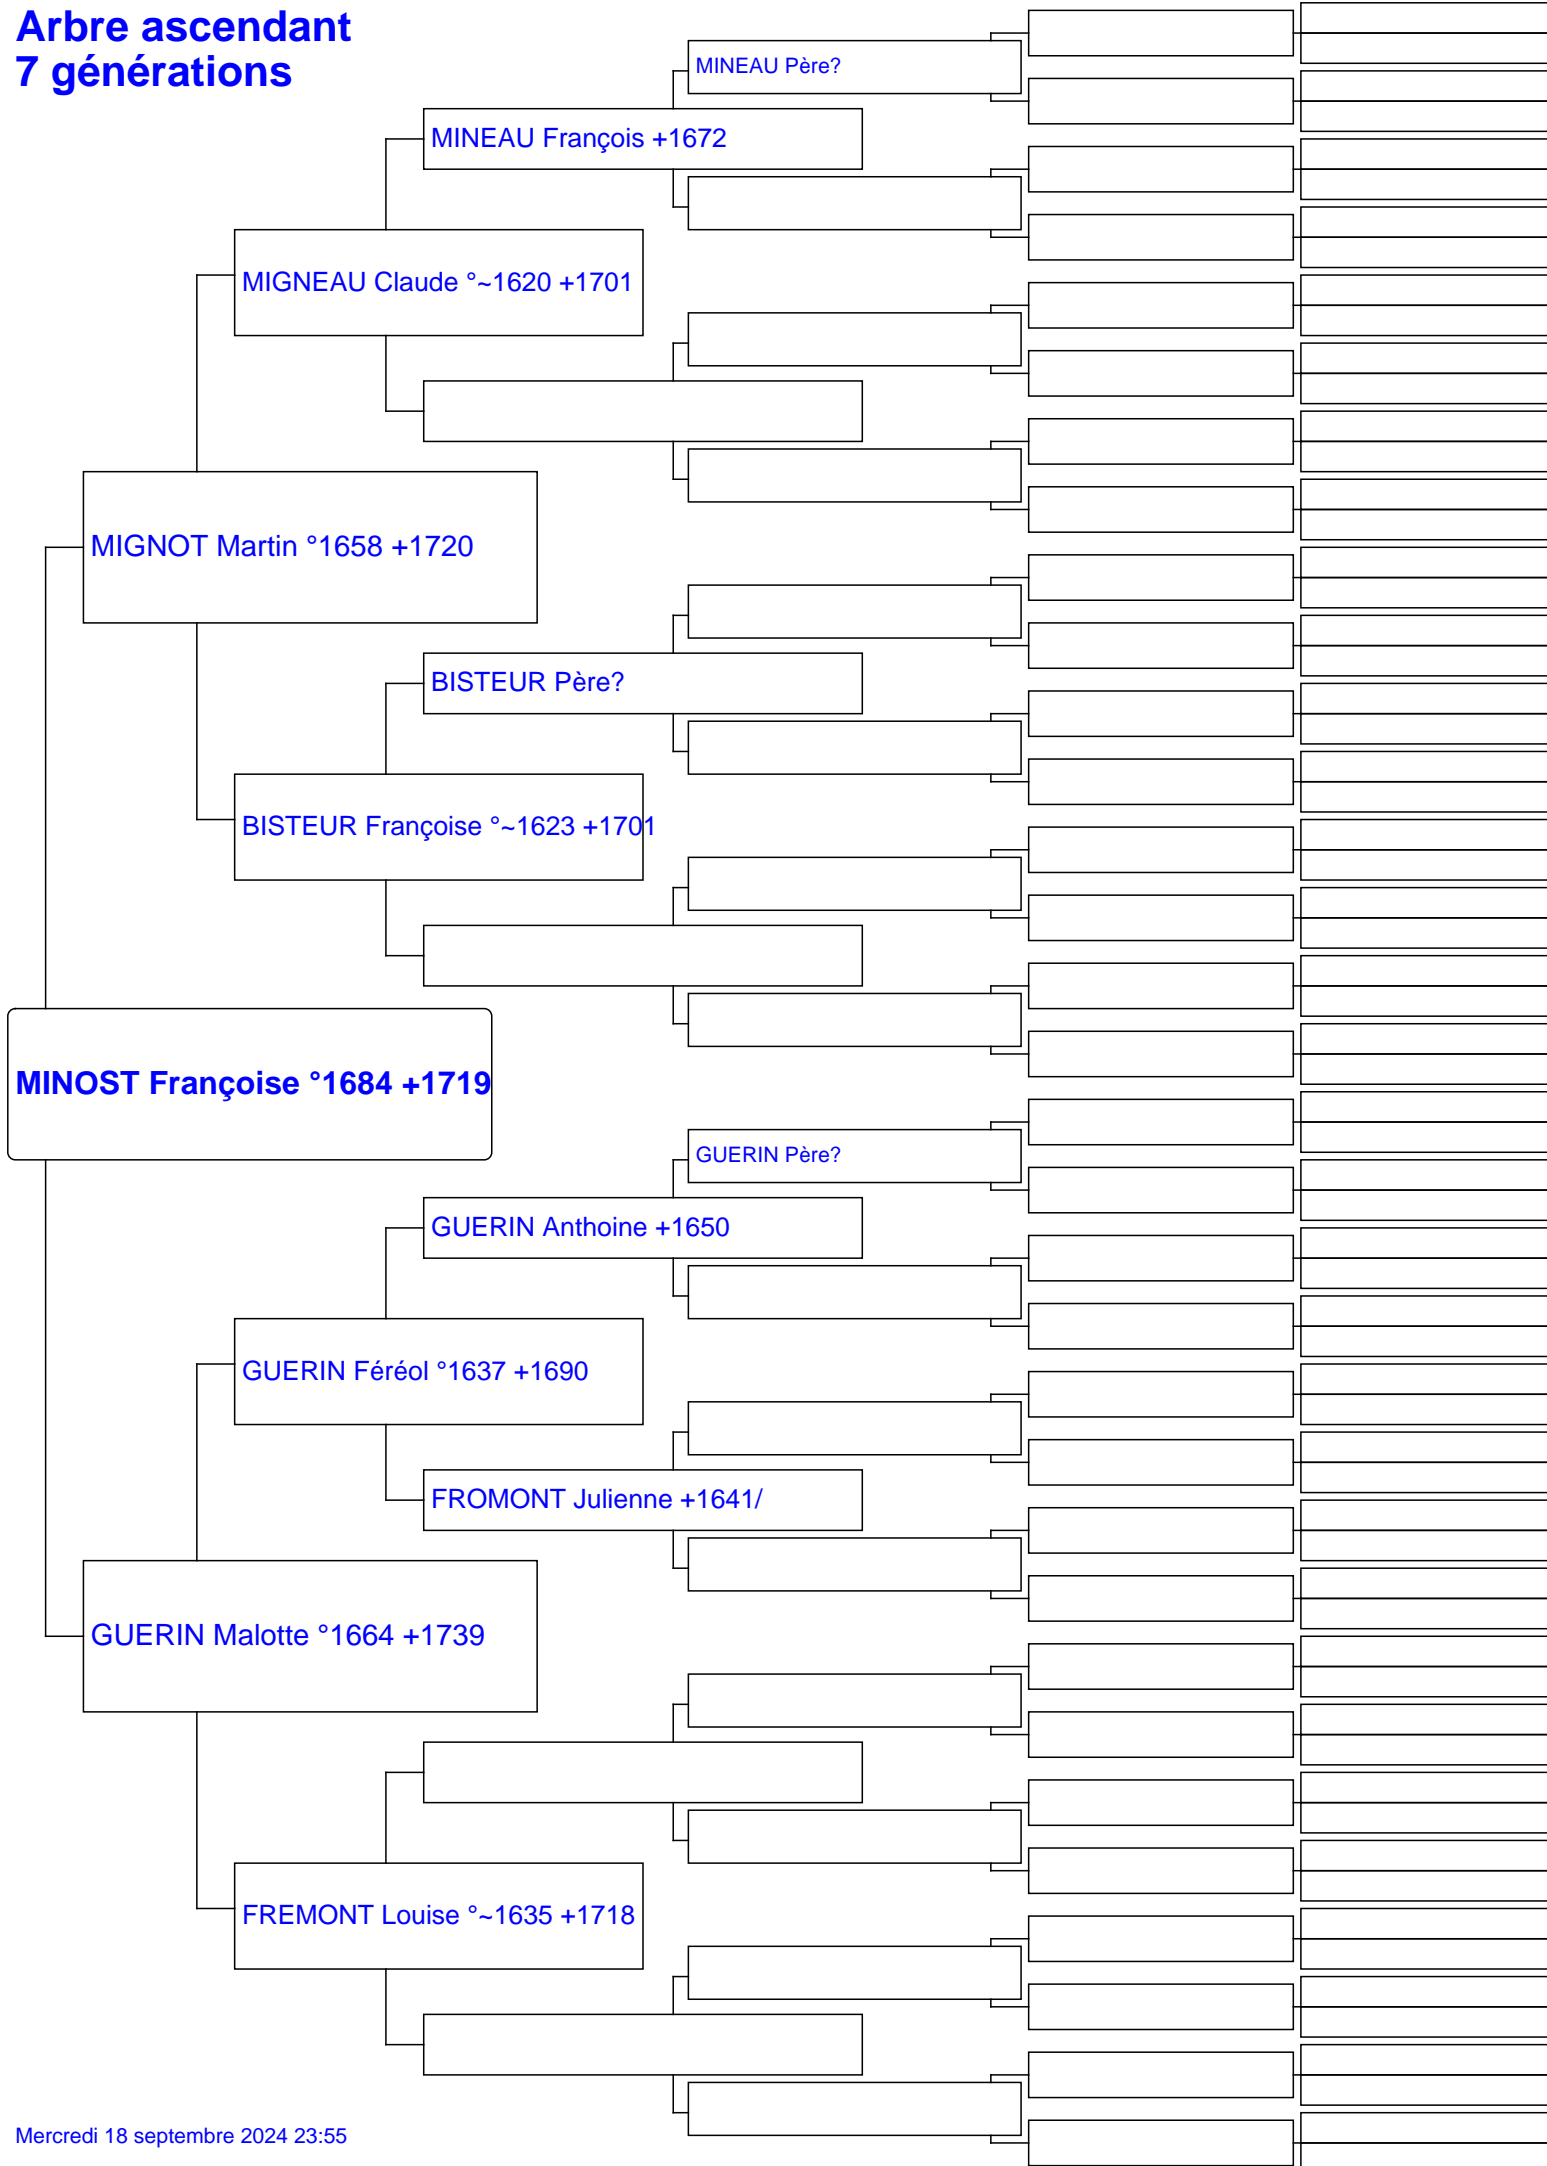 Arbre ascendant
7 générations
MINEAU Père?
MINEAU François +1672
MIGNEAU Claude °~1620 +1701
MIGNOT Martin °1658 +1720
BISTEUR Père?
BISTEUR Françoise °~1623 +1701
MINOST Françoise °1684 +1719
GUERIN Père?
GUERIN Anthoine +1650
GUERIN Féréol °1637 +1690
FROMONT Julienne +1641/
GUERIN Malotte °1664 +1739
FREMONT Louise °~1635 +1718
Mercredi 18 septembre 2024 23:55